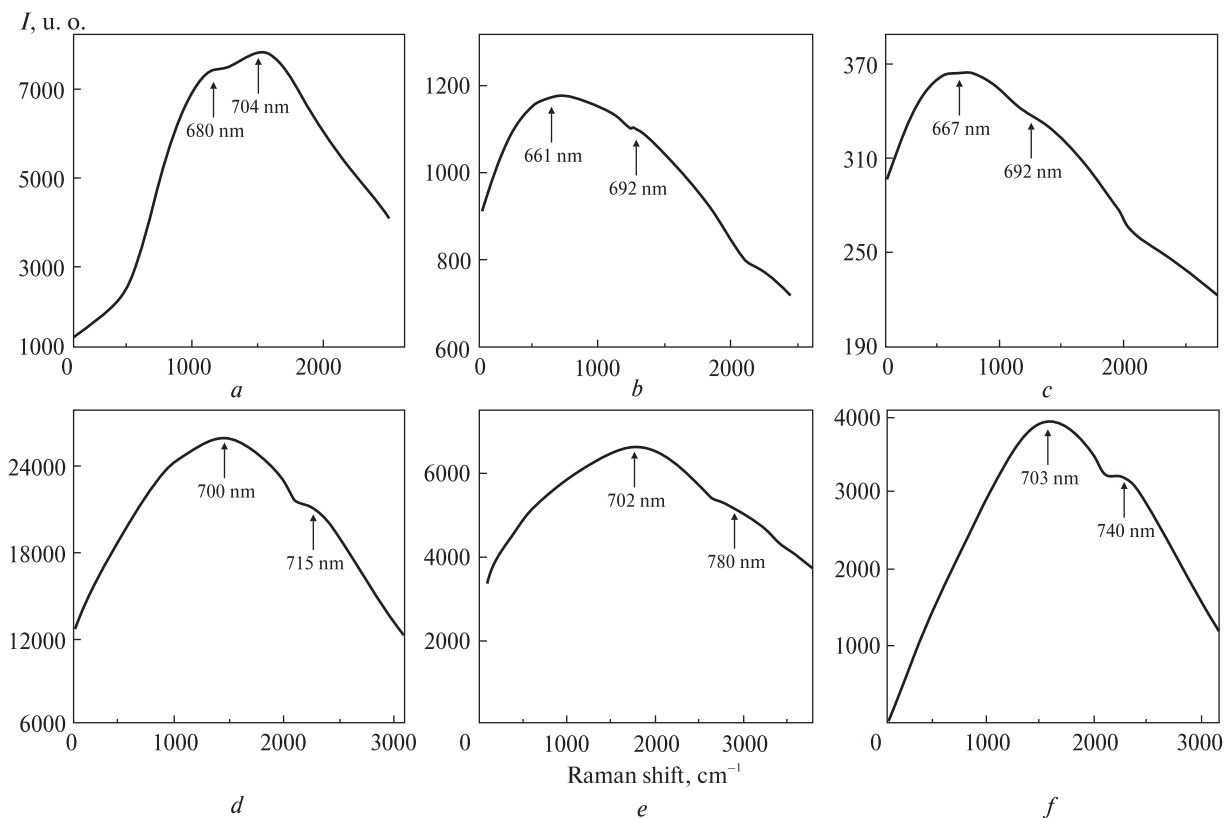 I, u. o.
7000
5000
3000
1000
680 nm
704 nm
0
1000
2000
a
1200
1000
800
600
661 nm
692 nm
0
1000
2000
b
370
310
250
190
667 nm
692 nm
0
1000
2000
c
24000
18000
12000
6000
700 nm
715 nm
0
1000
2000
3000
d
6000
4000
2000
702 nm
780 nm
0
1000
2000
3000
Raman shift, cm⁻¹
e
4000
3000
2000
1000
703 nm
740 nm
0
1000
2000
3000
f